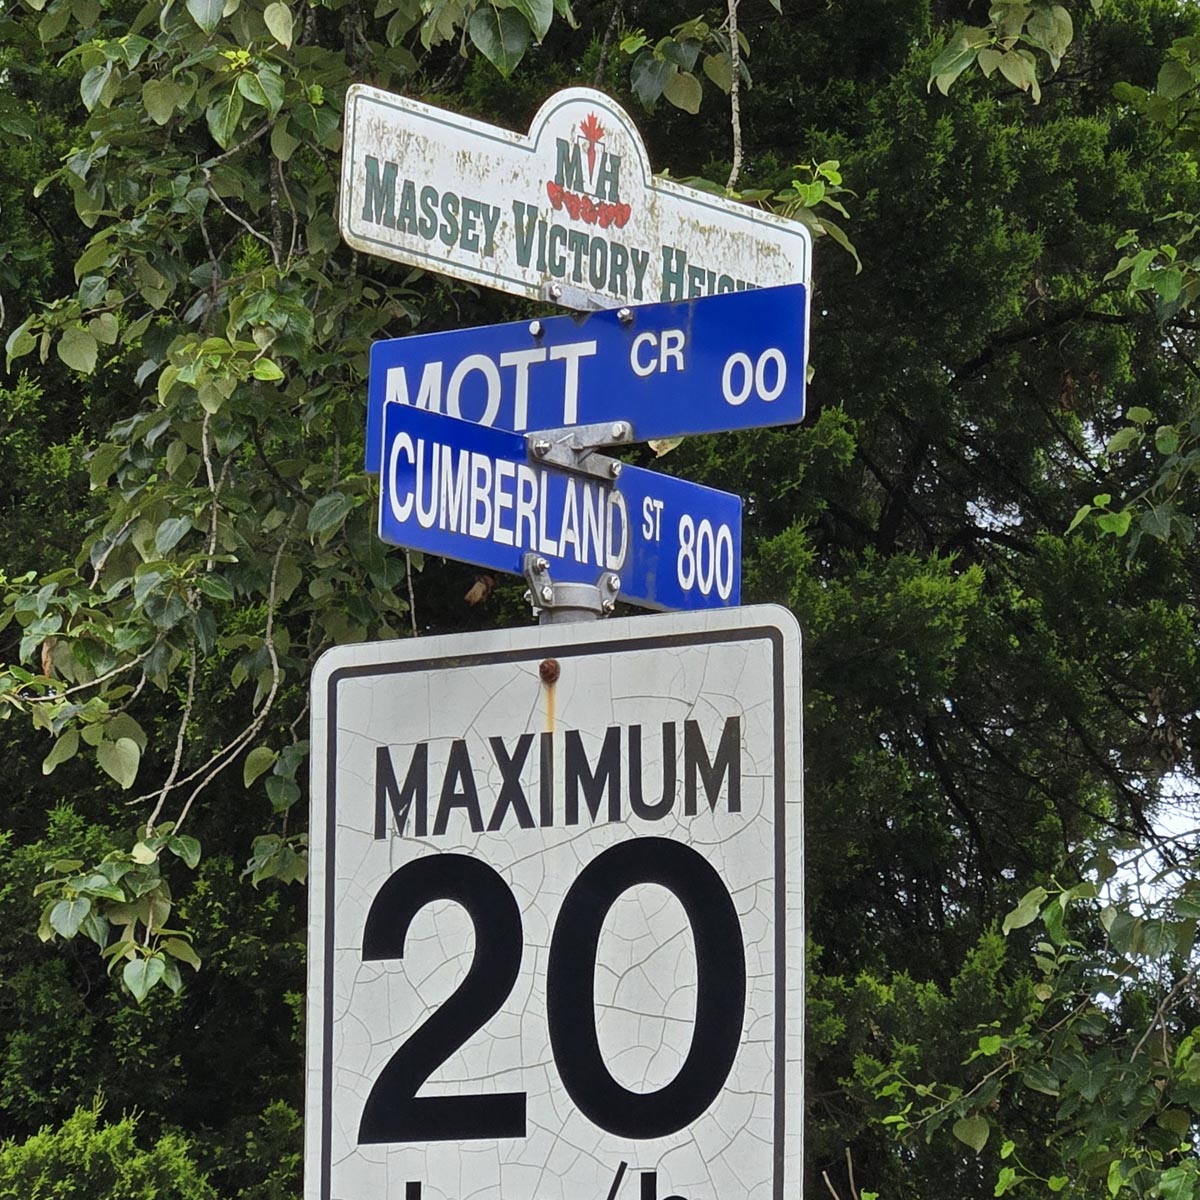 MH
MASSEY VICTORY
MOTT CR 00
CUMBERLAND ST 800
MAXIMUM
20